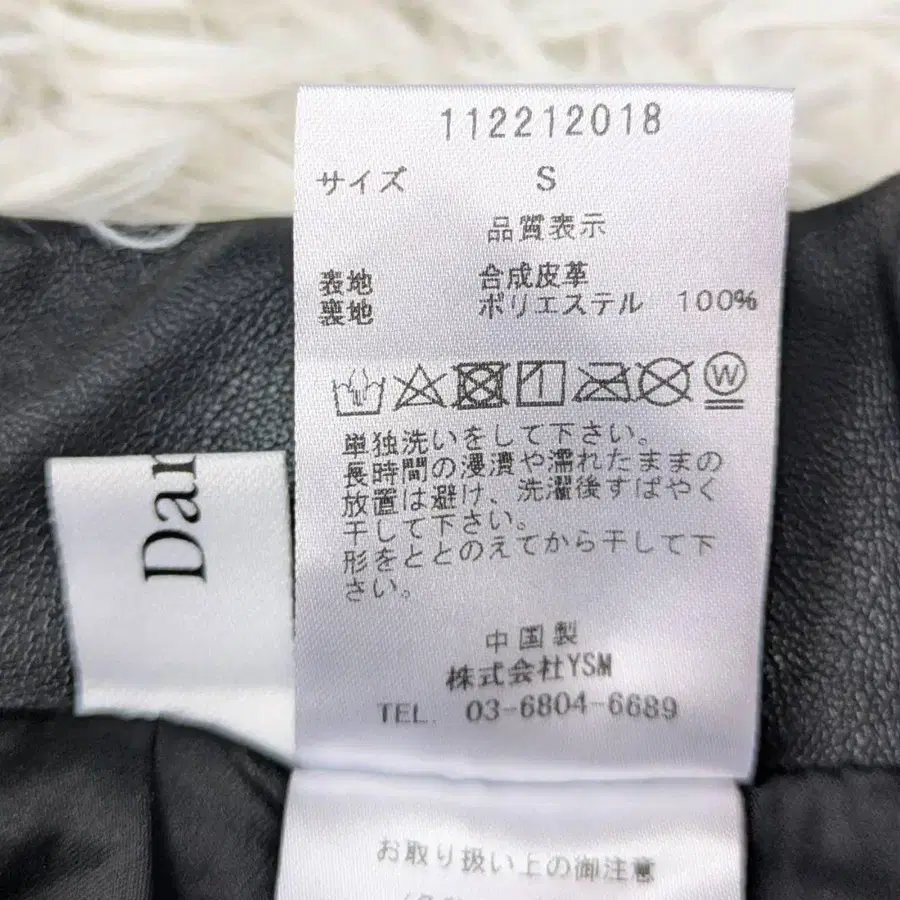 112212018
サイズ S
品質表示
表地 合成皮革
裏地 ポリエステル 100%
単独洗いをして下さい。
長時間の浸漬や濡れたままの
放置は避け、洗濯後すばやく
干して下さい。
形をととのえてから干して下
さい。
中国製
株式会社YSM
TEL. 03-6804-6689
Dar
お取り扱い上の御注意